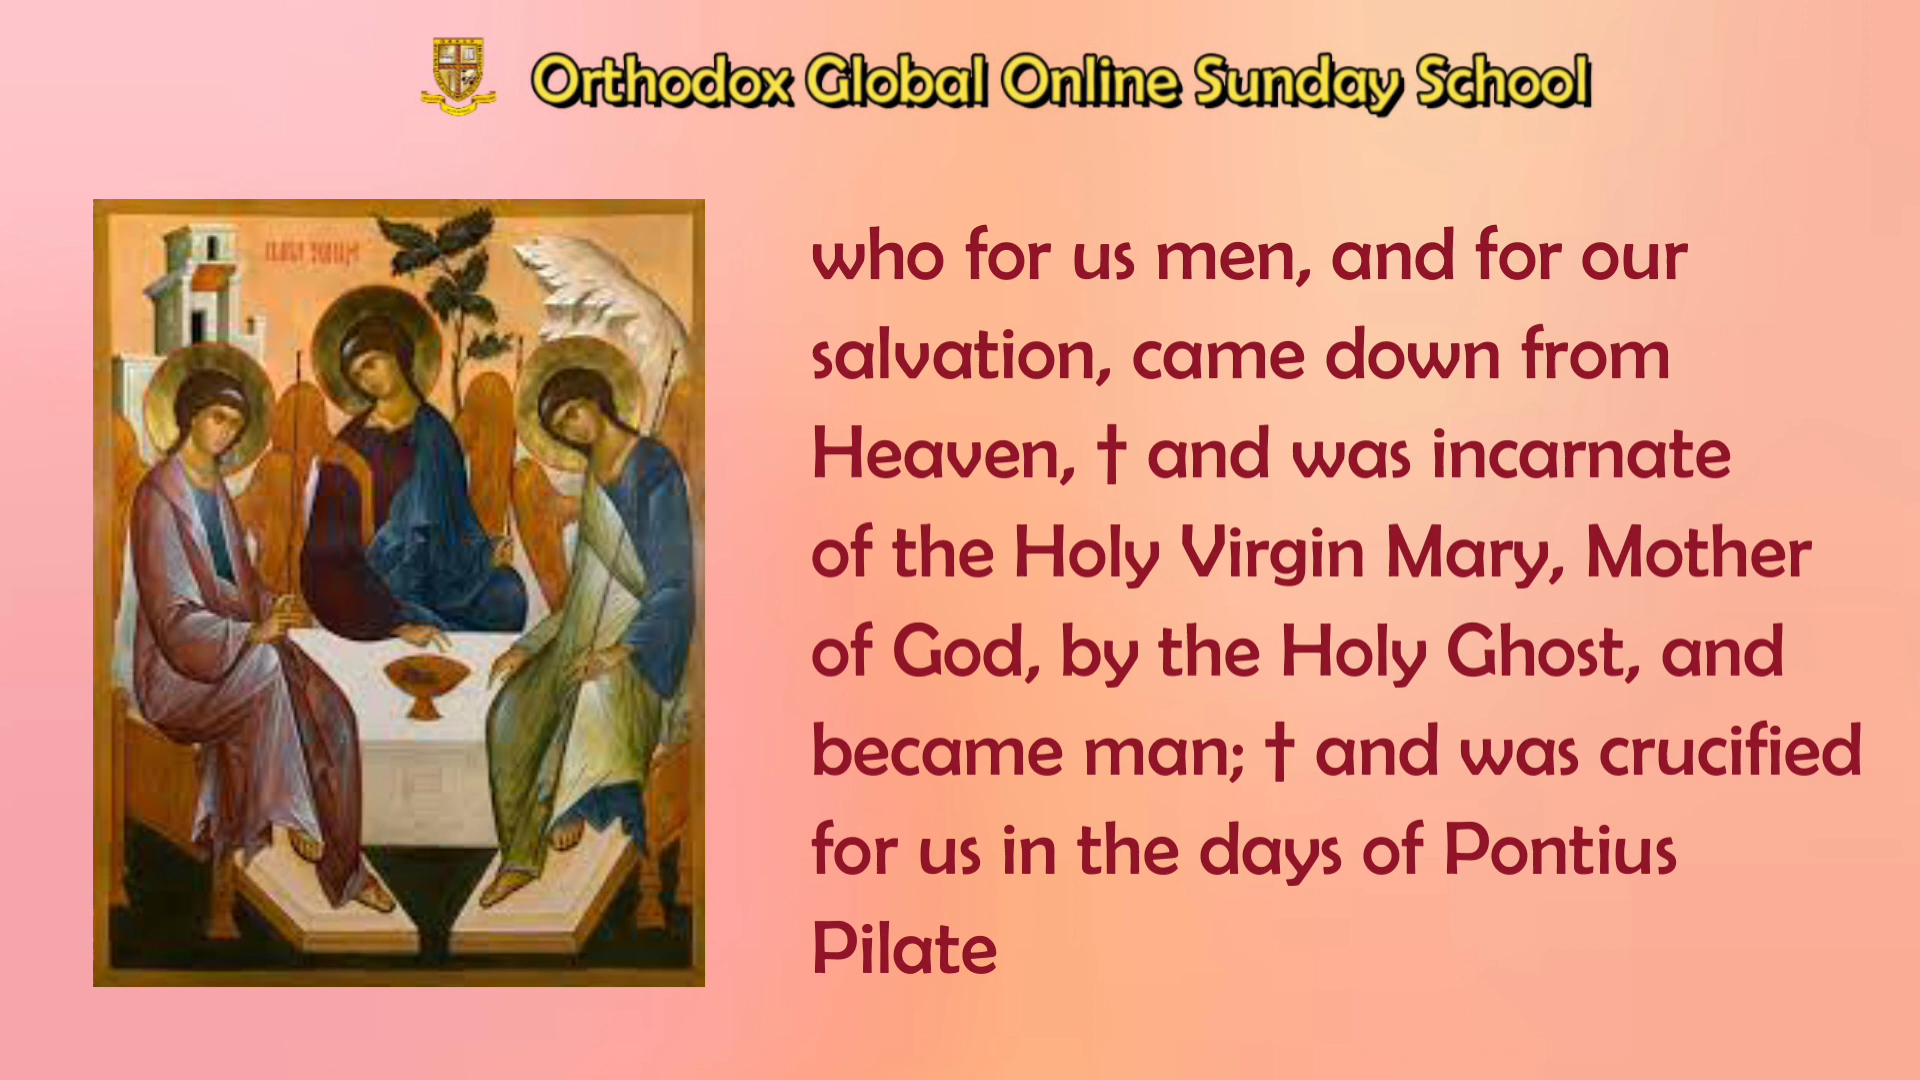 Orthodox Global Online Sunday School
who for us men, and for our
salvation, came down from
Heaven, † and was incarnate
of the Holy Virgin Mary, Mother
of God, by the Holy Ghost, and
became man; † and was crucified
for us in the days of Pontius
Pilate